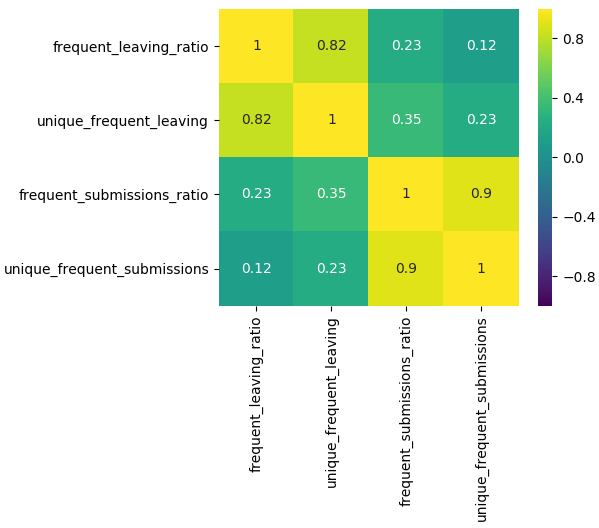 frequent_leaving_ratio
1 0.82 0.23 0.12
unique_frequent_leaving
0.82 1 0.35 0.23
frequent_submissions_ratio
0.23 0.35 1 0.9
unique_frequent_submissions
0.12 0.23 0.9 1
frequent_leaving_ratio
unique_frequent_leaving
frequent_submissions_ratio
unique_frequent_submissions
0.8
0.4
0.0
−0.4
−0.8